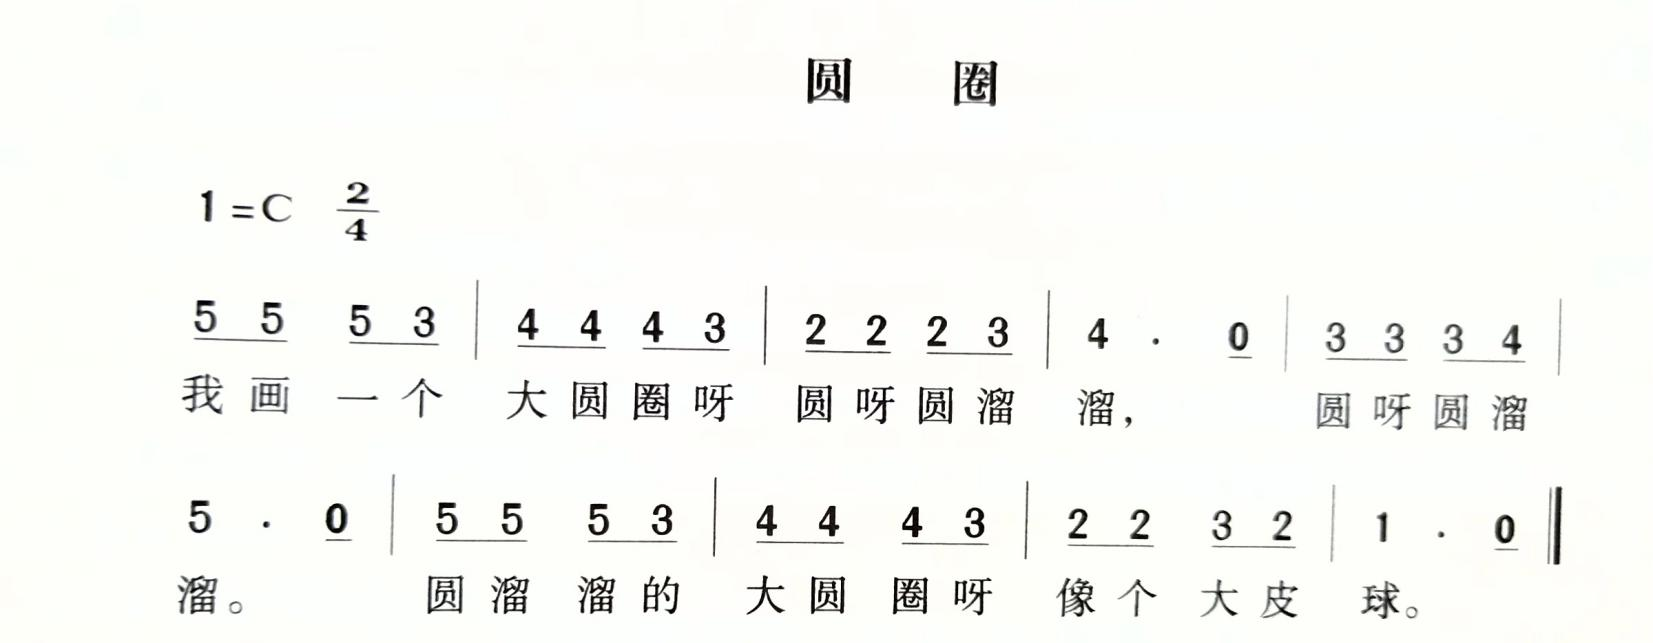 圆 圈
1=C 2/4
5 5 5 3 | 4 4 4 3 | 2 2 2 3 | 4 · 0 | 3 3 3 4 |
我 画 一 个 大 圆 圈 呀 圆 呀 圆 溜 溜， 圆 呀 圆 溜
5 · 0 | 5 5 5 3 | 4 4 4 3 | 2 2 3 2 | 1 · 0 ‖
溜。 圆 溜 溜 的 大 圆 圈 呀 像 个 大 皮 球。